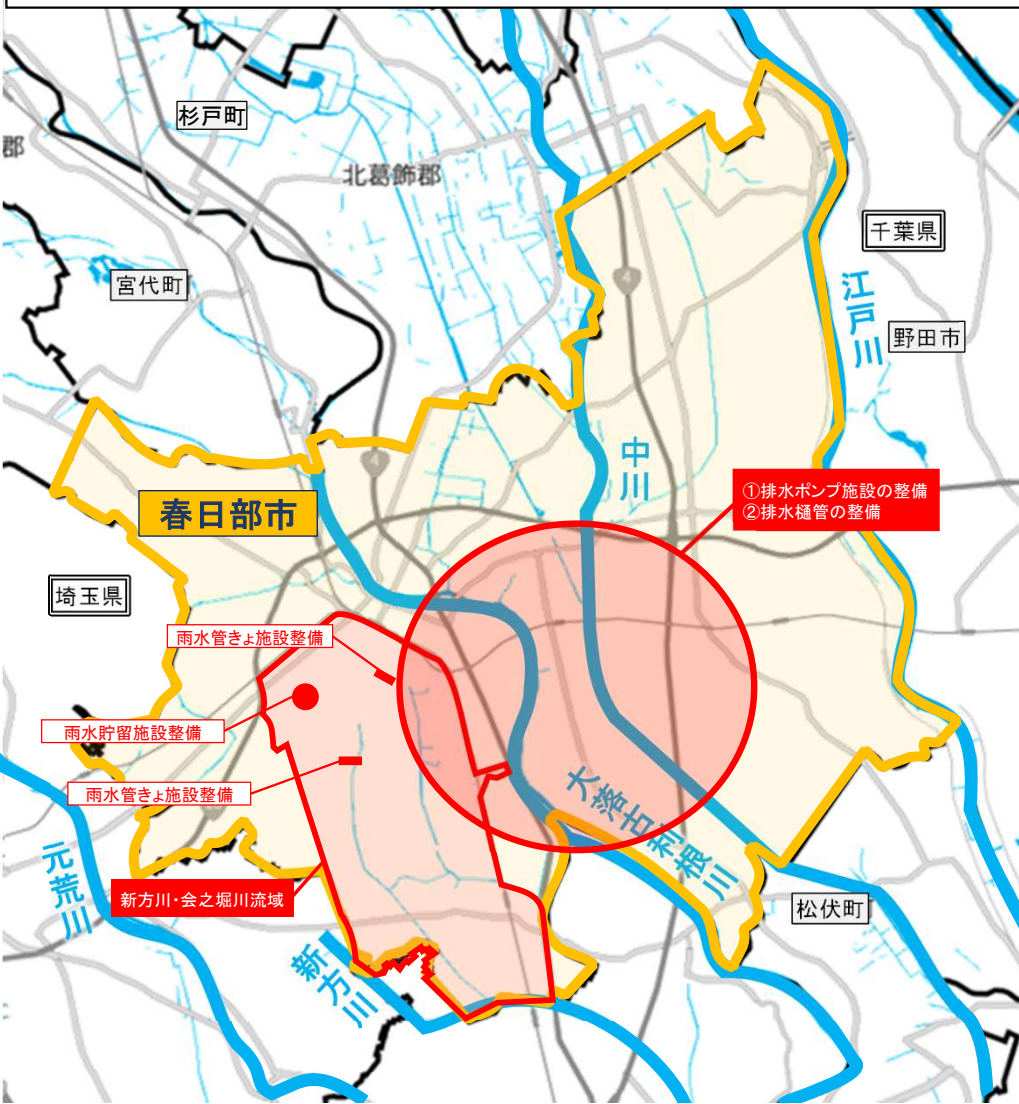 杉戸町
郡
北葛飾郡
千葉県
宮代町
4
江戸川
野田市
中川
4
①排水ポンプ施設の整備
②排水樋管の整備
春日部市
埼玉県
雨水管きょ施設整備
雨水貯留施設整備
雨水管きょ施設整備
大落古利根川
元荒川
新方川・会之堀川流域
松伏町
新方川